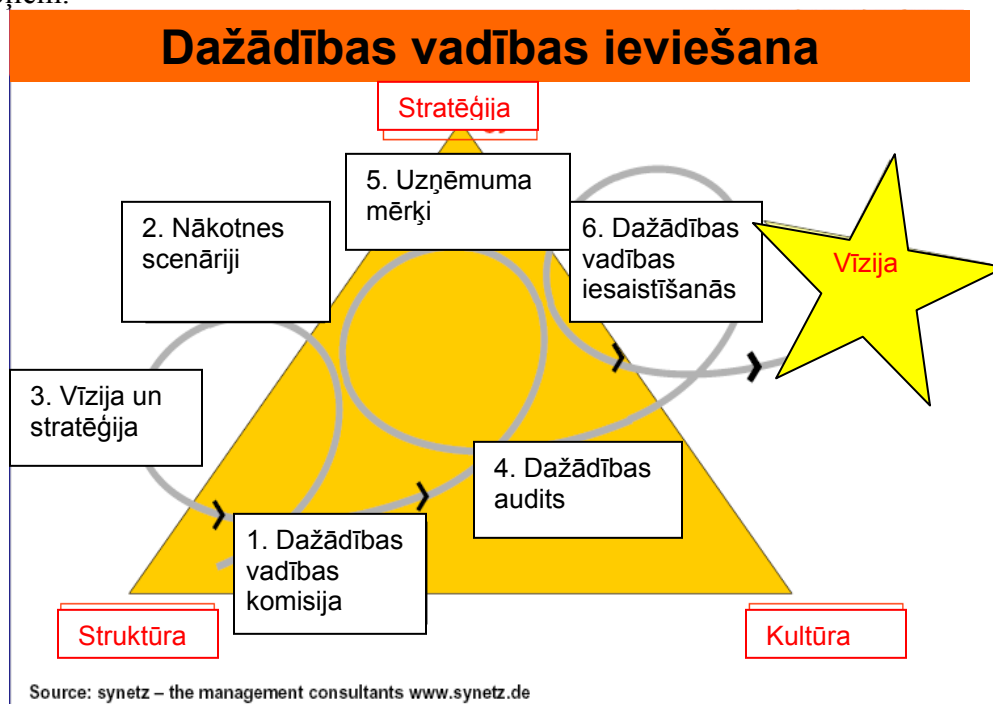 Dažādības vadības ieviešana
Stratēģija
5. Uzņēmuma
mērķi
2. Nākotnes
scenāriji
6. Dažādības
vadības
iesaistīšanās
Vīzija
3. Vīzija un
stratēģija
4. Dažādības
audits
1. Dažādības
vadības
komisija
Struktūra
Kultūra
Source: synetz – the management consultants www.synetz.de